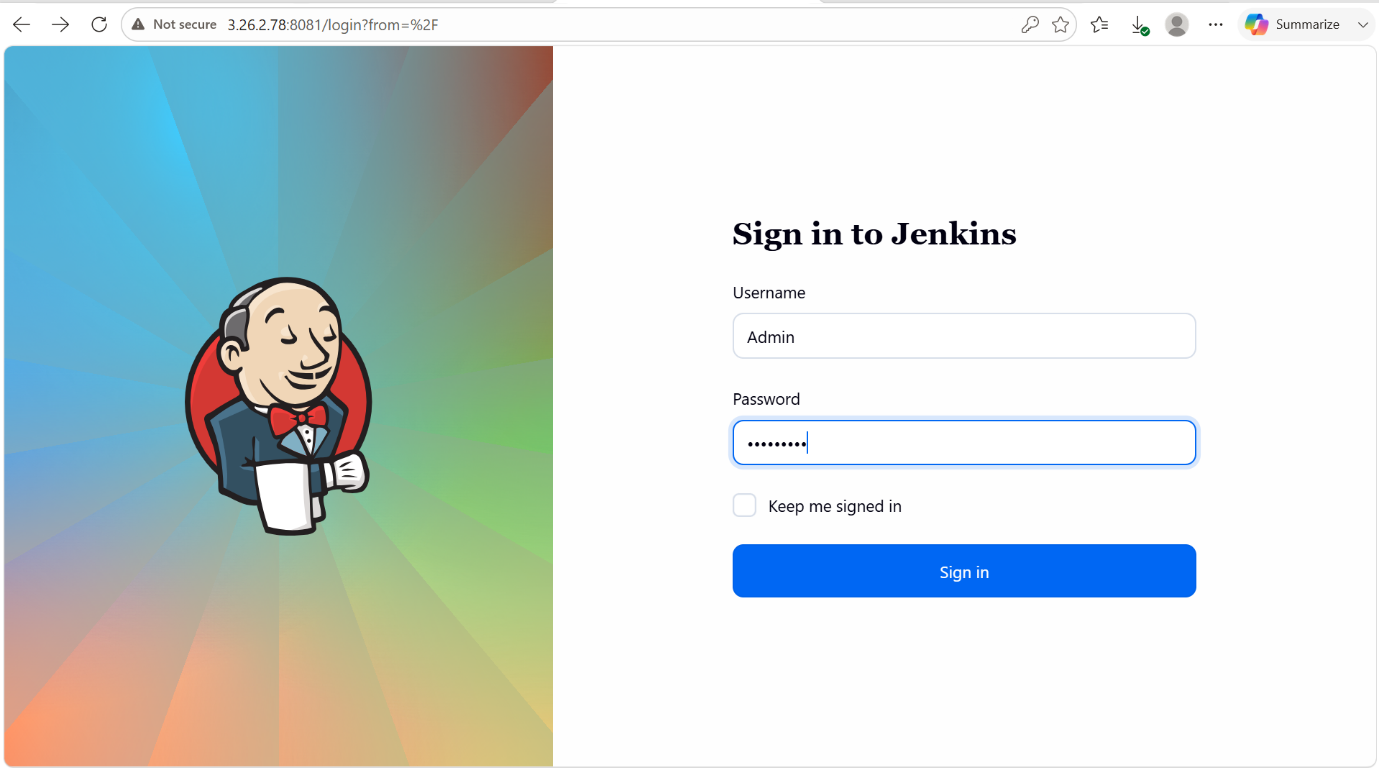 Not secure 3.26.2.78:8081/login?from=%2F
Summarize
Sign in to Jenkins
Username
Admin
Password
•••••••••
Keep me signed in
Sign in